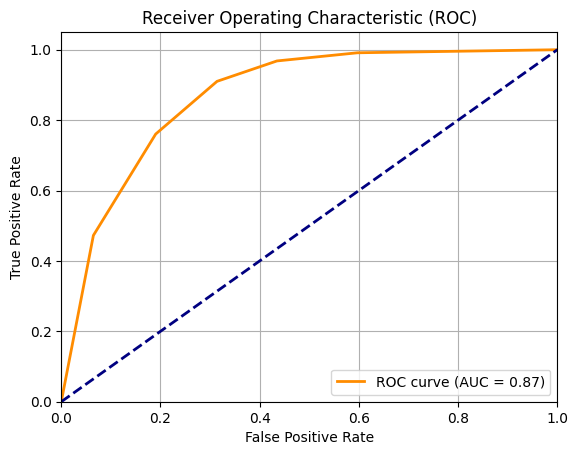 Receiver Operating Characteristic (ROC)
1.0
0.8
0.6
0.4
0.2
0.0
True Positive Rate
ROC curve (AUC = 0.87)
0.0 0.2 0.4 0.6 0.8 1.0
False Positive Rate